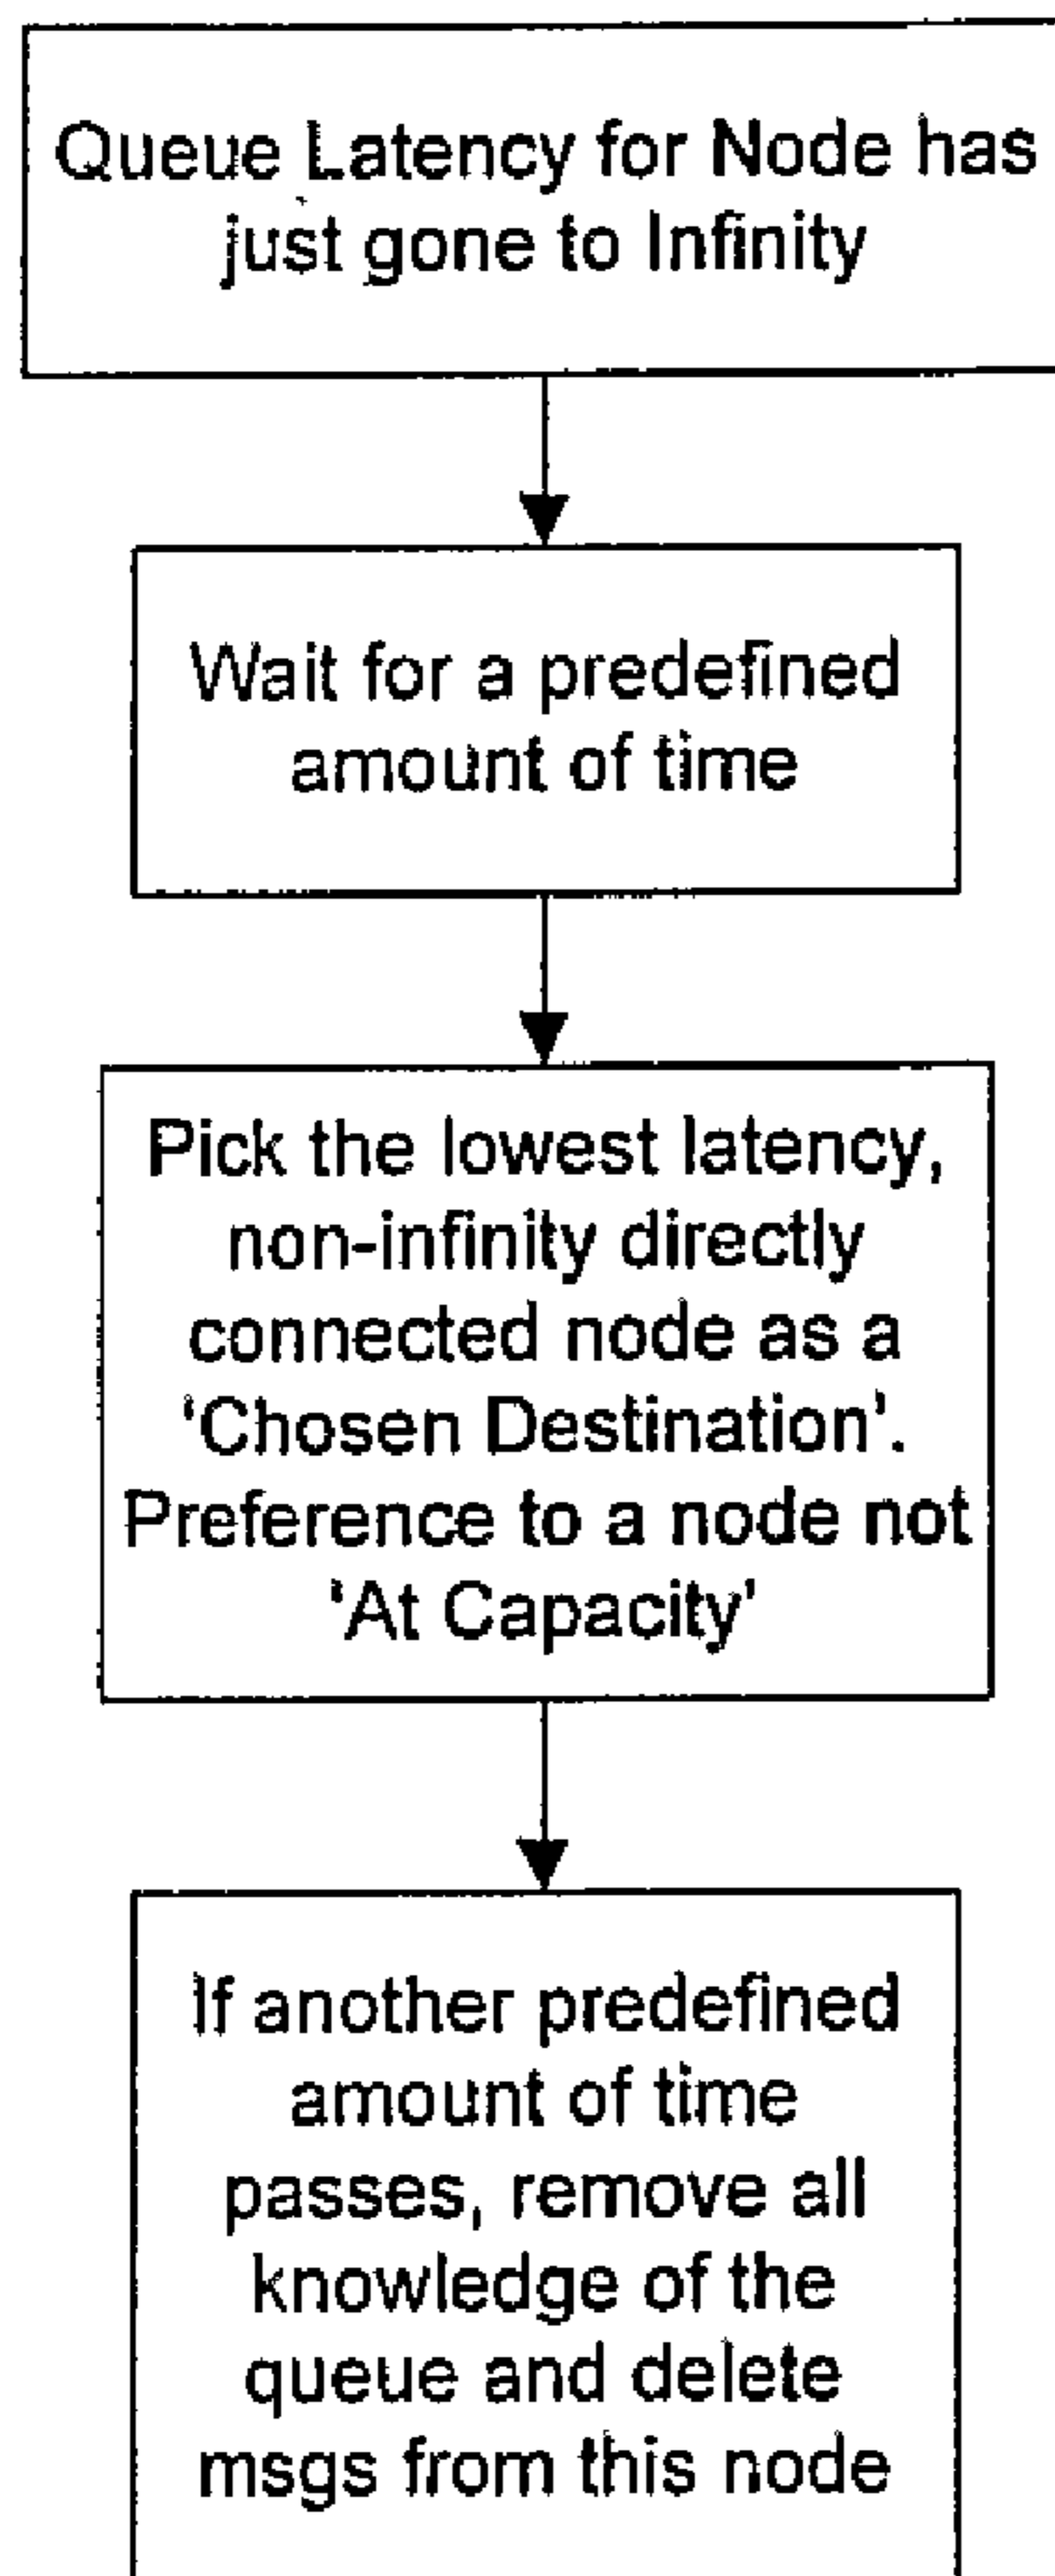 Queue Latency for Node has
just gone to Infinity
Wait for a predefined
amount of time
Pick the lowest latency,
non-infinity directly
connected node as a
'Chosen Destination'.
Preference to a node not
'At Capacity'
If another predefined
amount of time
passes, remove all
knowledge of the
queue and delete
msgs from this node